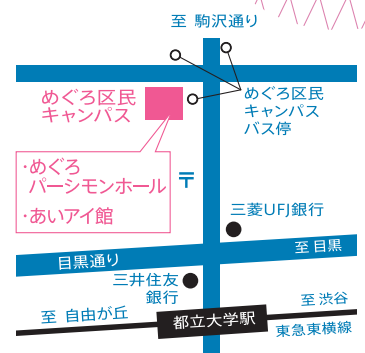 至 駒沢通り
めぐろ区民
キャンパス
めぐろ区民
キャンパス
バス停
・めぐろ
パーシモンホール
・あいアイ館
〒
三菱UFJ銀行
目黒通り
至 目黒
三井住友
銀行
至 自由が丘
都立大学駅
至 渋谷
東急東横線